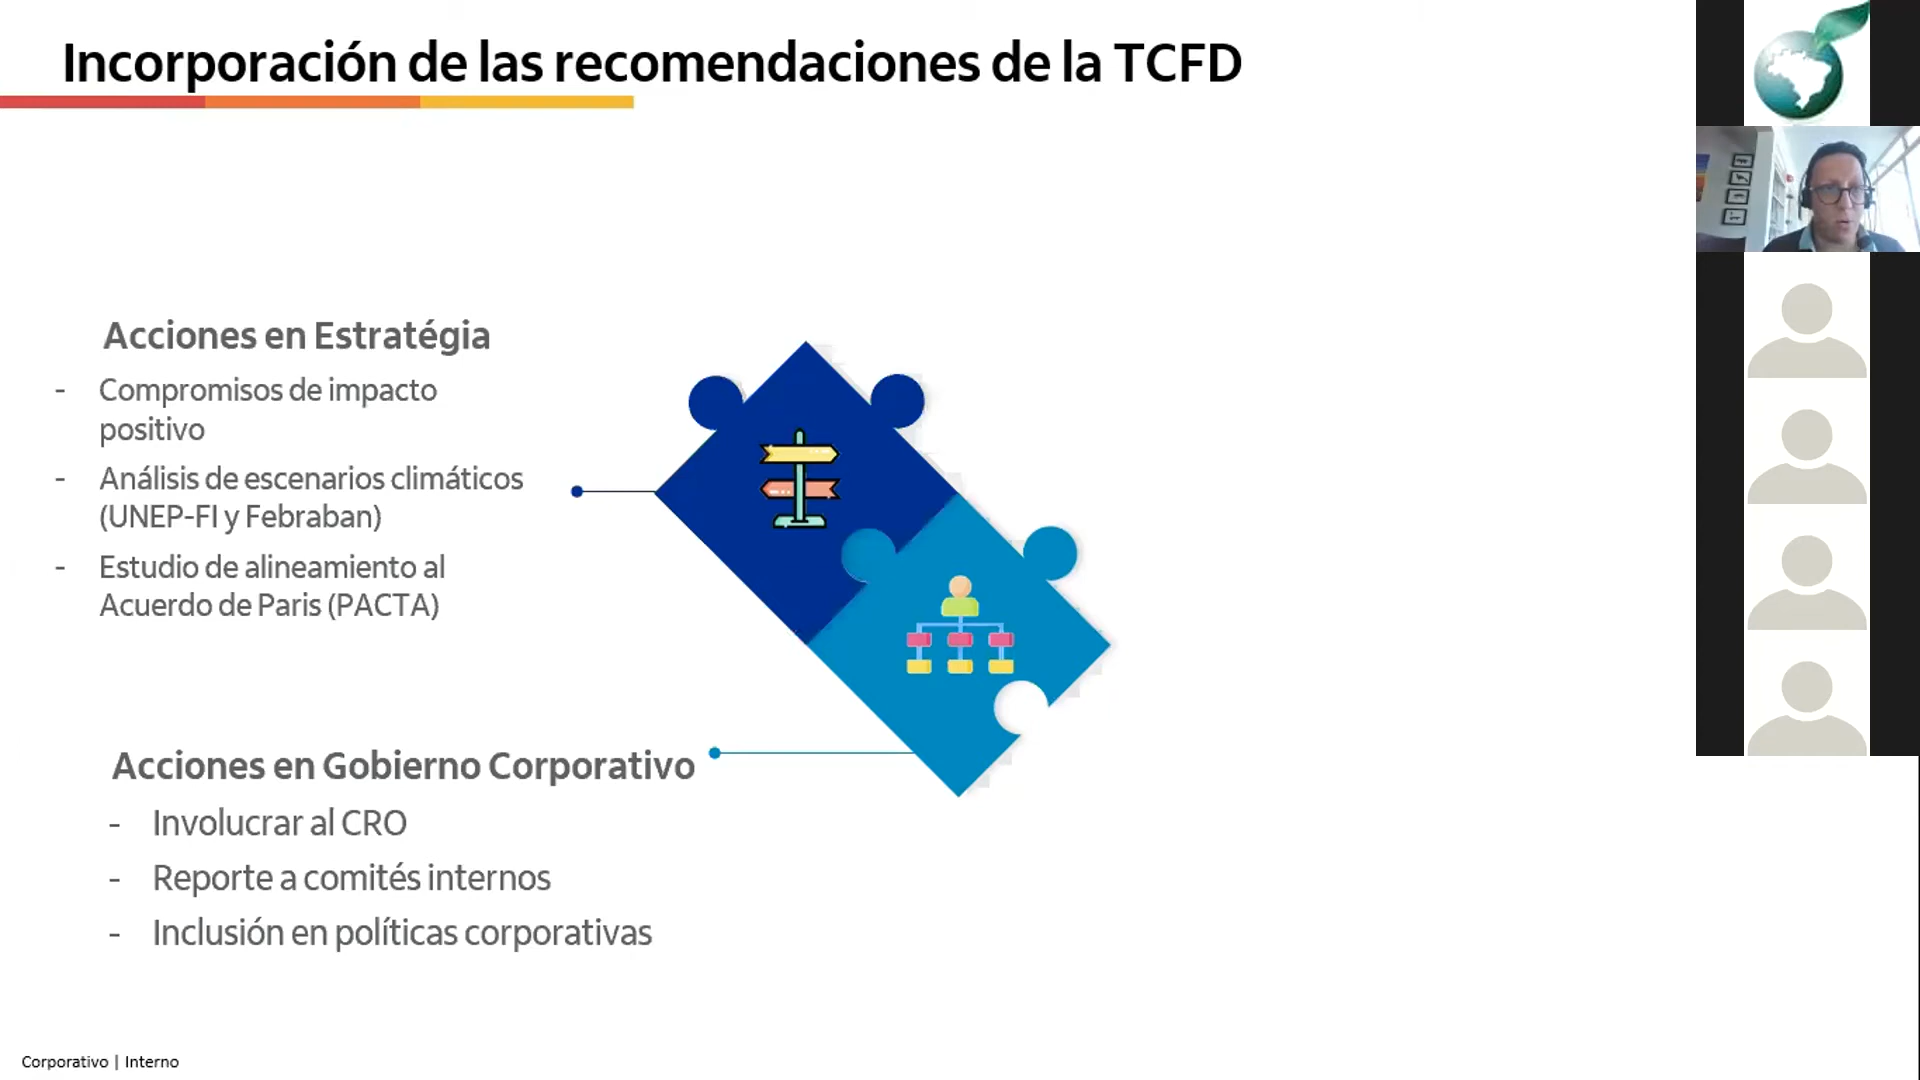 Incorporación de las recomendaciones de la TCFD
Acciones en Estratégia
- Compromisos de impacto
positivo
- Análisis de escenarios climáticos
(UNEP-FI y Febraban)
- Estudio de alineamiento al
Acuerdo de Paris (PACTA)
Acciones en Gobierno Corporativo
- Involucrar al CRO
- Reporte a comités internos
- Inclusión en políticas corporativas
Corporativo | Interno